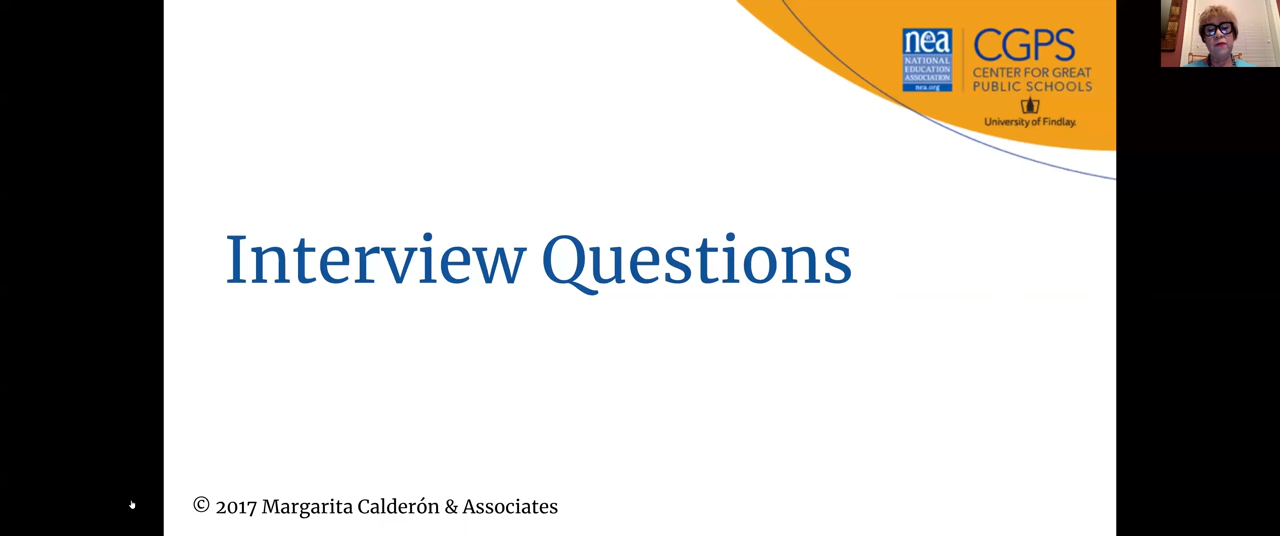 nea
NATIONAL
EDUCATION
ASSOCIATION
nea.org
CGPS
CENTER FOR GREAT
PUBLIC SCHOOLS
University of Findlay.
Interview Questions
© 2017 Margarita Calderón & Associates